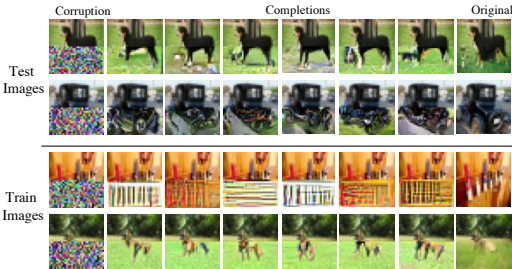 Corruption Completions Original
Test
Images
Train
Images